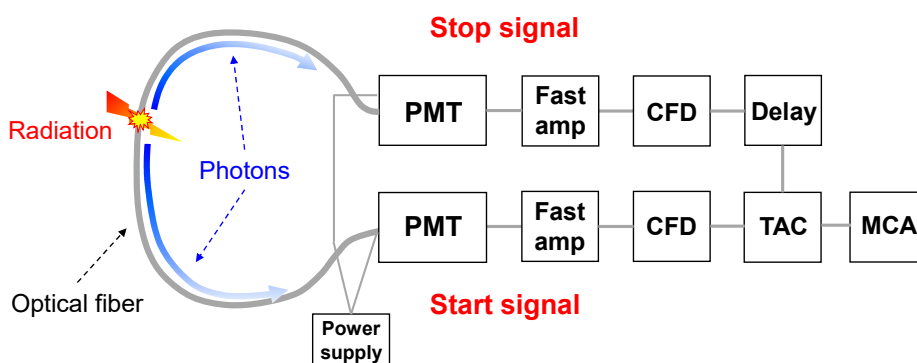 Stop signal
PMT
Fast
amp
CFD
Delay
Radiation
Photons
PMT
Fast
amp
CFD
TAC
MCA
Optical fiber
Start signal
Power
supply